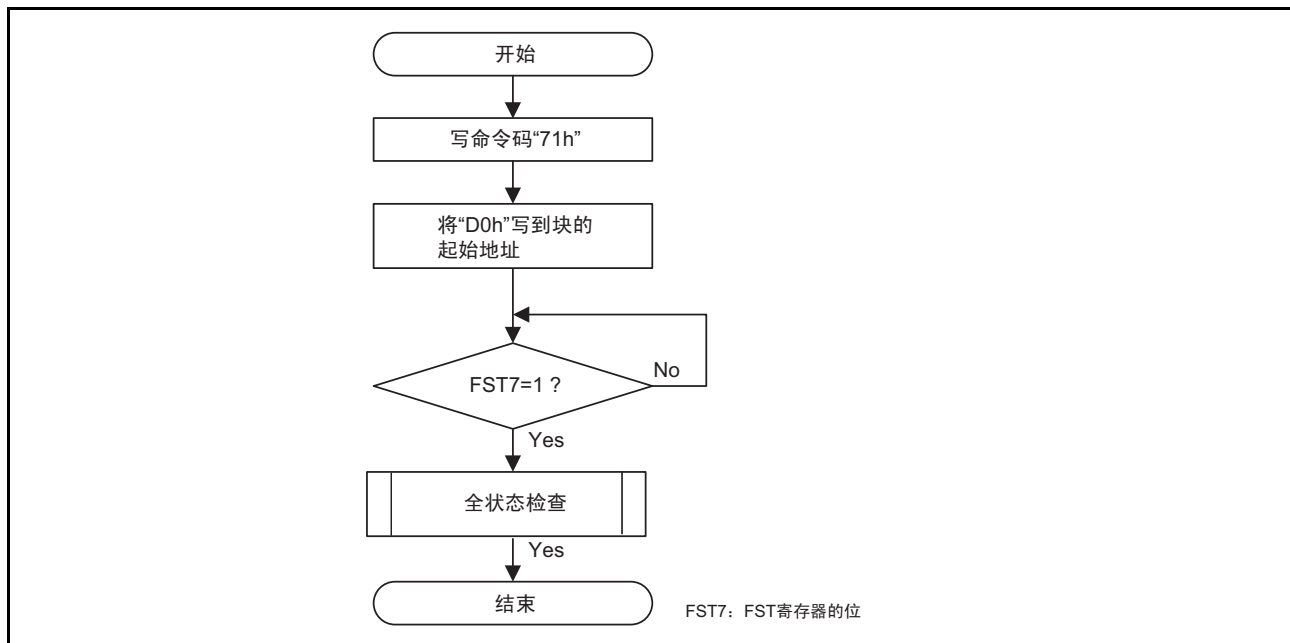 开始
写命令码“71h”
将“D0h”写到块的
起始地址
FST7=1 ?
No
Yes
全状态检查
Yes
结束
FST7：FST寄存器的位